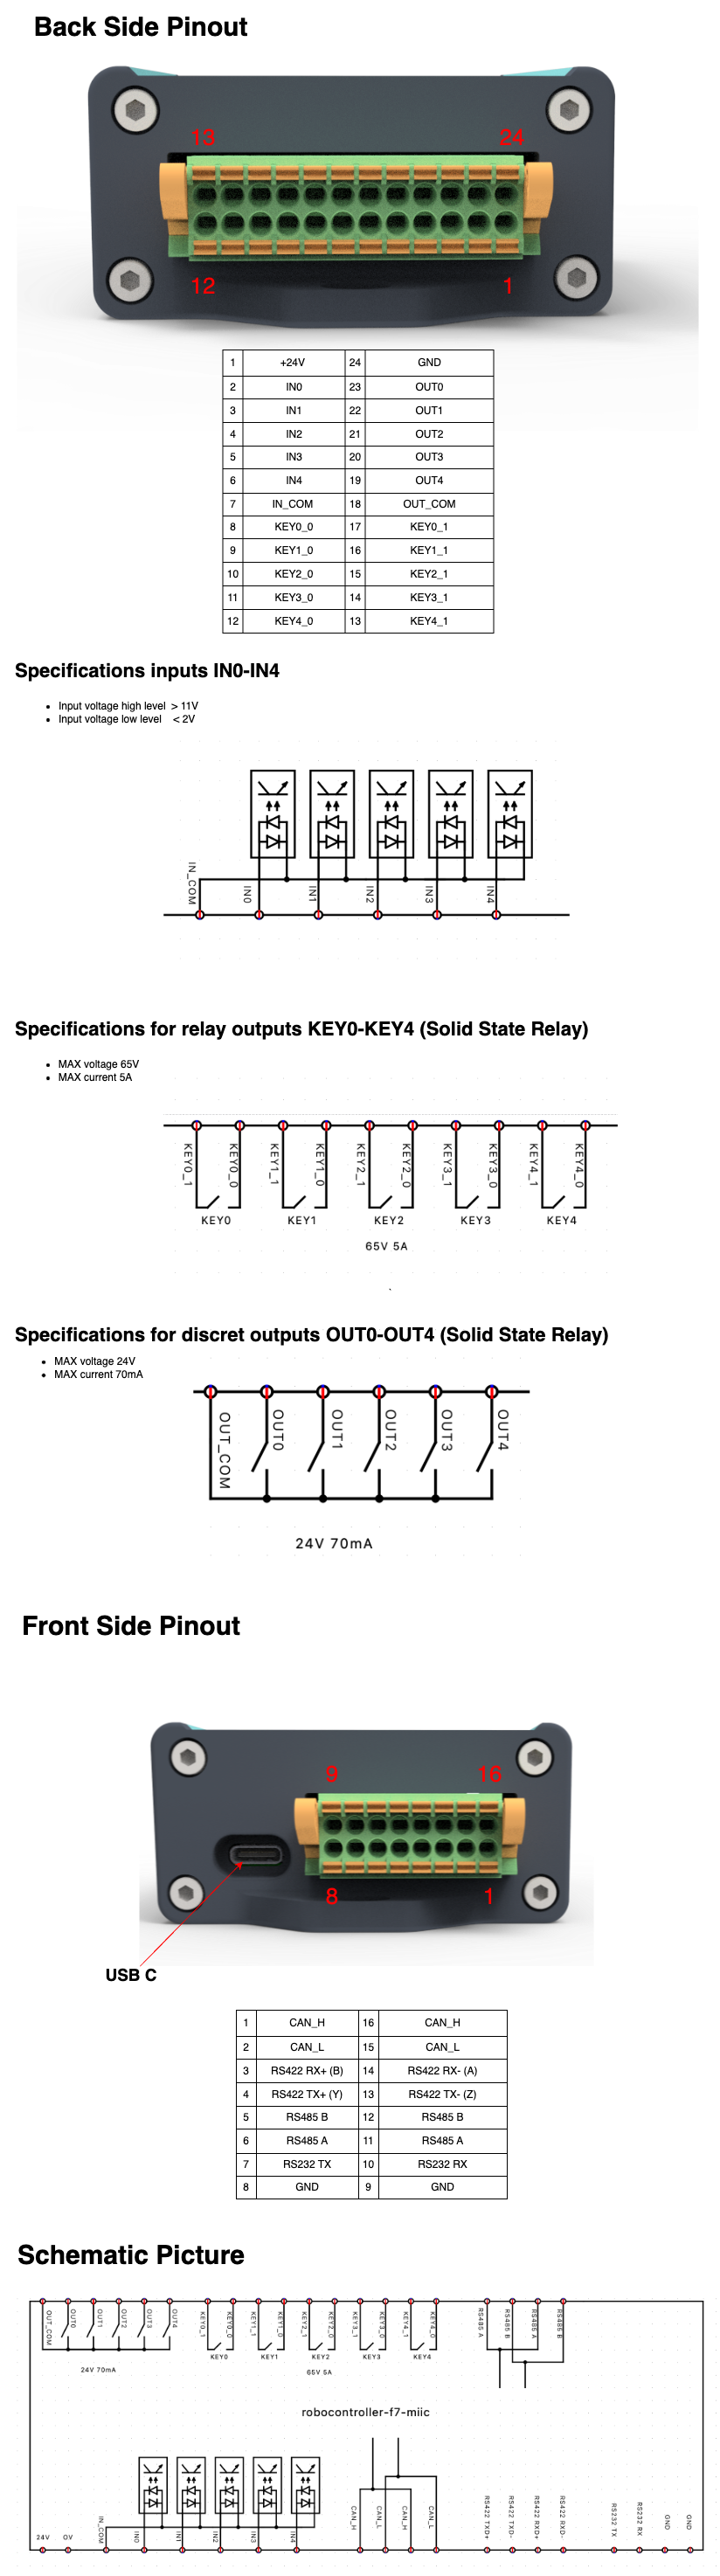 Back Side Pinout
13 24
12 1
1 +24V 24 GND
2 IN0 23 OUT0
3 IN1 22 OUT1
4 IN2 21 OUT2
5 IN3 20 OUT3
6 IN4 19 OUT4
7 IN_COM 18 OUT_COM
8 KEY0_0 17 KEY0_1
9 KEY1_0 16 KEY1_1
10 KEY2_0 15 KEY2_1
11 KEY3_0 14 KEY3_1
12 KEY4_0 13 KEY4_1
Specifications inputs IN0-IN4
• Input voltage high level > 11V
• Input voltage low level < 2V
IN_COM IN0 IN1 IN2 IN3 IN4
Specifications for relay outputs KEY0-KEY4 (Solid State Relay)
• MAX voltage 65V
• MAX current 5A
KEY0_1 KEY0_0 KEY1_1 KEY1_0 KEY2_1 KEY2_0 KEY3_1 KEY3_0 KEY4_1 KEY4_0
KEY0 KEY1 KEY2 KEY3 KEY4
65V 5A
Specifications for discret outputs OUT0-OUT4 (Solid State Relay)
• MAX voltage 24V
• MAX current 70mA
OUT_COM OUT0 OUT1 OUT2 OUT3 OUT4
24V 70mA
Front Side Pinout
9 16
8 1
USB C
1 CAN_H 16 CAN_H
2 CAN_L 15 CAN_L
3 RS422 RX+ (B) 14 RS422 RX- (A)
4 RS422 TX+ (Y) 13 RS422 TX- (Z)
5 RS485 B 12 RS485 B
6 RS485 A 11 RS485 A
7 RS232 TX 10 RS232 RX
8 GND 9 GND
Schematic Picture
OUT_COM OUT0 OUT1 OUT2 OUT3 OUT4 KEY0_1 KEY0_0 KEY1_1 KEY1_0 KEY2_1 KEY2_0 KEY3_1 KEY3_0 KEY4_1 KEY4_0 RS485 A RS485 B RS485 A RS485 B
KEY0 KEY1 KEY2 KEY3 KEY4
24V 70mA 65V 5A
robocontroller-f7-miic
24V 0V IN_COM IN0 IN1 IN2 IN3 IN4 CAN_H CAN_L CAN_H CAN_L RS422 TXD+ RS422 TXD- RS422 RXD+ RS422 RXD- RS232 TX RS232 RX GND GND